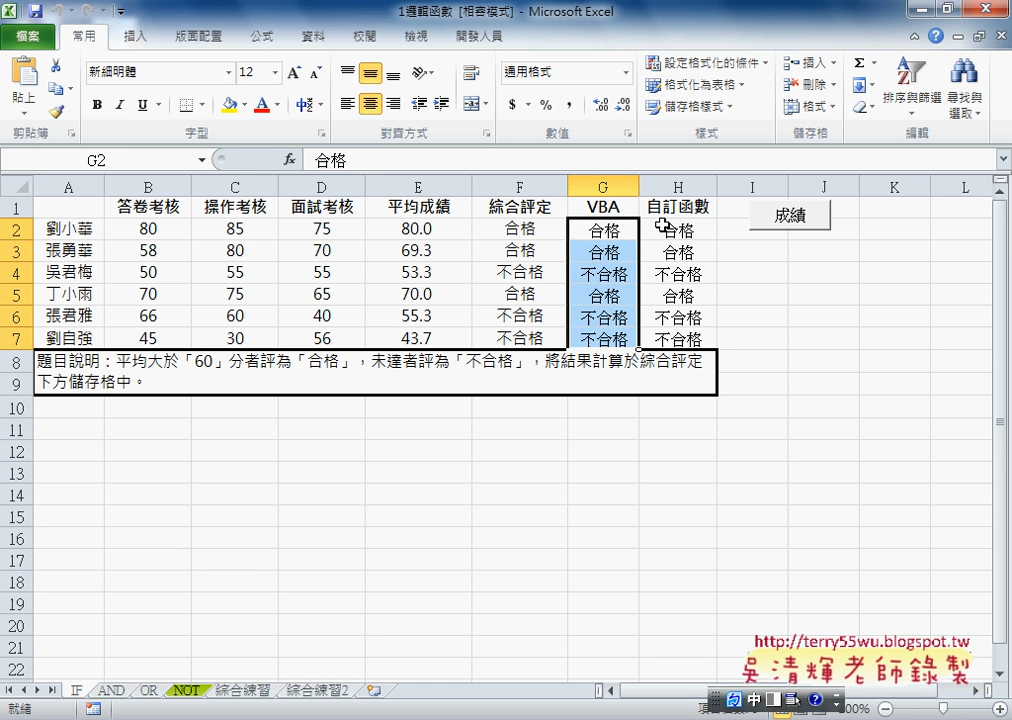 1邏輯函數 [相容模式] - Microsoft Excel
檔案 常用 插入 版面配置 公式 資料 校閱 檢視 開發人員
貼上 新細明體 12 通用格式 設定格式化的條件 格式化為表格 儲存格樣式 插入 刪除 格式 排序與篩選 尋找與選取
B I U $ % ,
剪貼簿 字型 對齊方式 數值 樣式 儲存格 編輯
G2 fx 合格
A B C D E F G H I J K L
1 答卷考核 操作考核 面試考核 平均成績 綜合評定 VBA 自訂函數 成績
2 劉小華 80 85 75 80.0 合格 合格 合格
3 張勇華 58 80 70 69.3 合格 合格 合格
4 吳君梅 50 55 55 53.3 不合格 不合格 不合格
5 丁小雨 70 75 65 70.0 合格 合格 合格
6 張君雅 66 60 40 55.3 不合格 不合格 不合格
7 劉自強 45 30 56 43.7 不合格 不合格 不合格
8 題目說明：平均大於「60」分者評為「合格」，未達者評為「不合格」，將結果計算於綜合評定
9 下方儲存格中。
10
11
12
13
14
15
16
17
18
19
20
21
22
http://terry55wu.blogspot.tw
吳清輝老師錄製
IF AND OR NOT 綜合練習 綜合練習2
就緒 中 100%